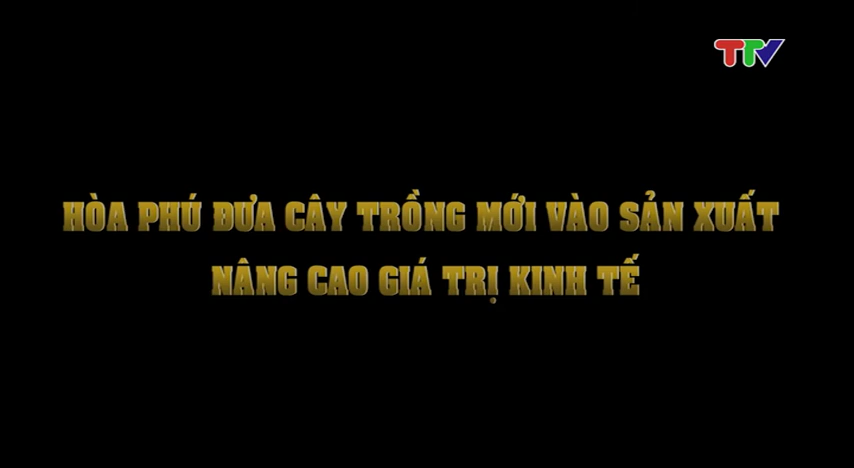 TTV
HÒA PHÚ ĐƯA CÂY TRỒNG MỚI VÀO SẢN XUẤT
NÂNG CAO GIÁ TRỊ KINH TẾ